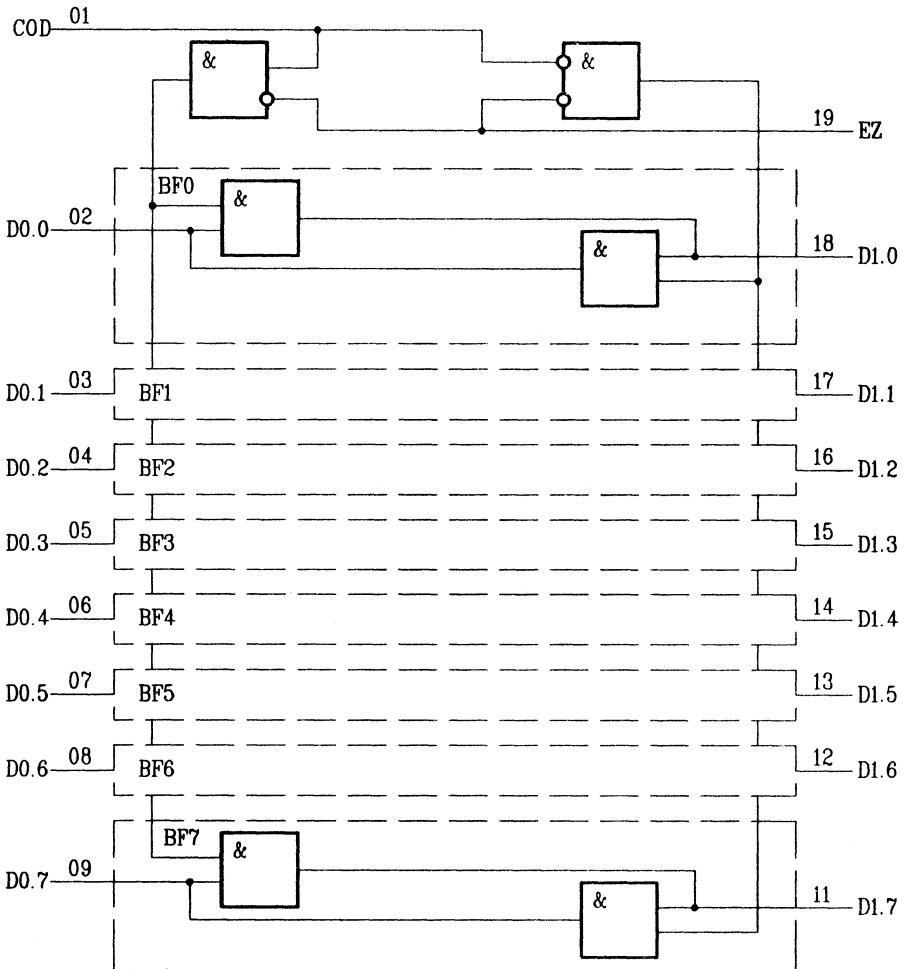 COD 01
& &
19 EZ
BF0
&
D0.0 02
& 18 D1.0
D0.1 03 BF1 17 D1.1
D0.2 04 BF2 16 D1.2
D0.3 05 BF3 15 D1.3
D0.4 06 BF4 14 D1.4
D0.5 07 BF5 13 D1.5
D0.6 08 BF6 12 D1.6
BF7
&
D0.7 09
& 11 D1.7